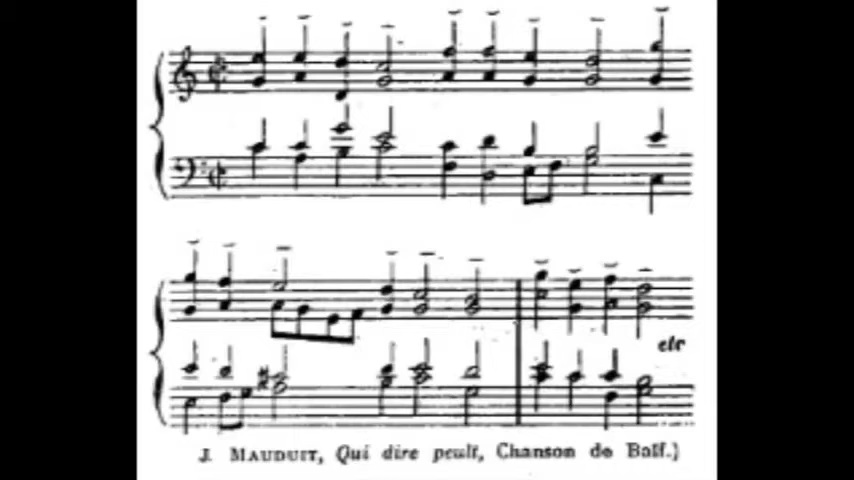 etc
J. MAUDUIT, Qui dire peult, Chanson de Baïf.)